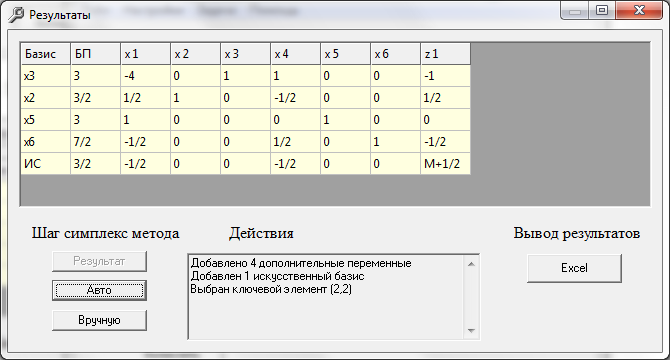 Результаты
Базис БП x 1 x 2 x 3 x 4 x 5 x 6 z 1
x3 3 -4 0 1 1 0 0 -1
x2 3/2 1/2 1 0 -1/2 0 0 1/2
x5 3 1 0 0 0 1 0 0
x6 7/2 -1/2 0 0 1/2 0 1 -1/2
ИС 3/2 -1/2 0 0 -1/2 0 0 M+1/2
Шаг симплекс метода Действия Вывод результатов
Результат
Авто
Вручную
Добавлено 4 дополнительные переменные
Добавлен 1 искусственный базис
Выбран ключевой элемент (2,2)
Excel